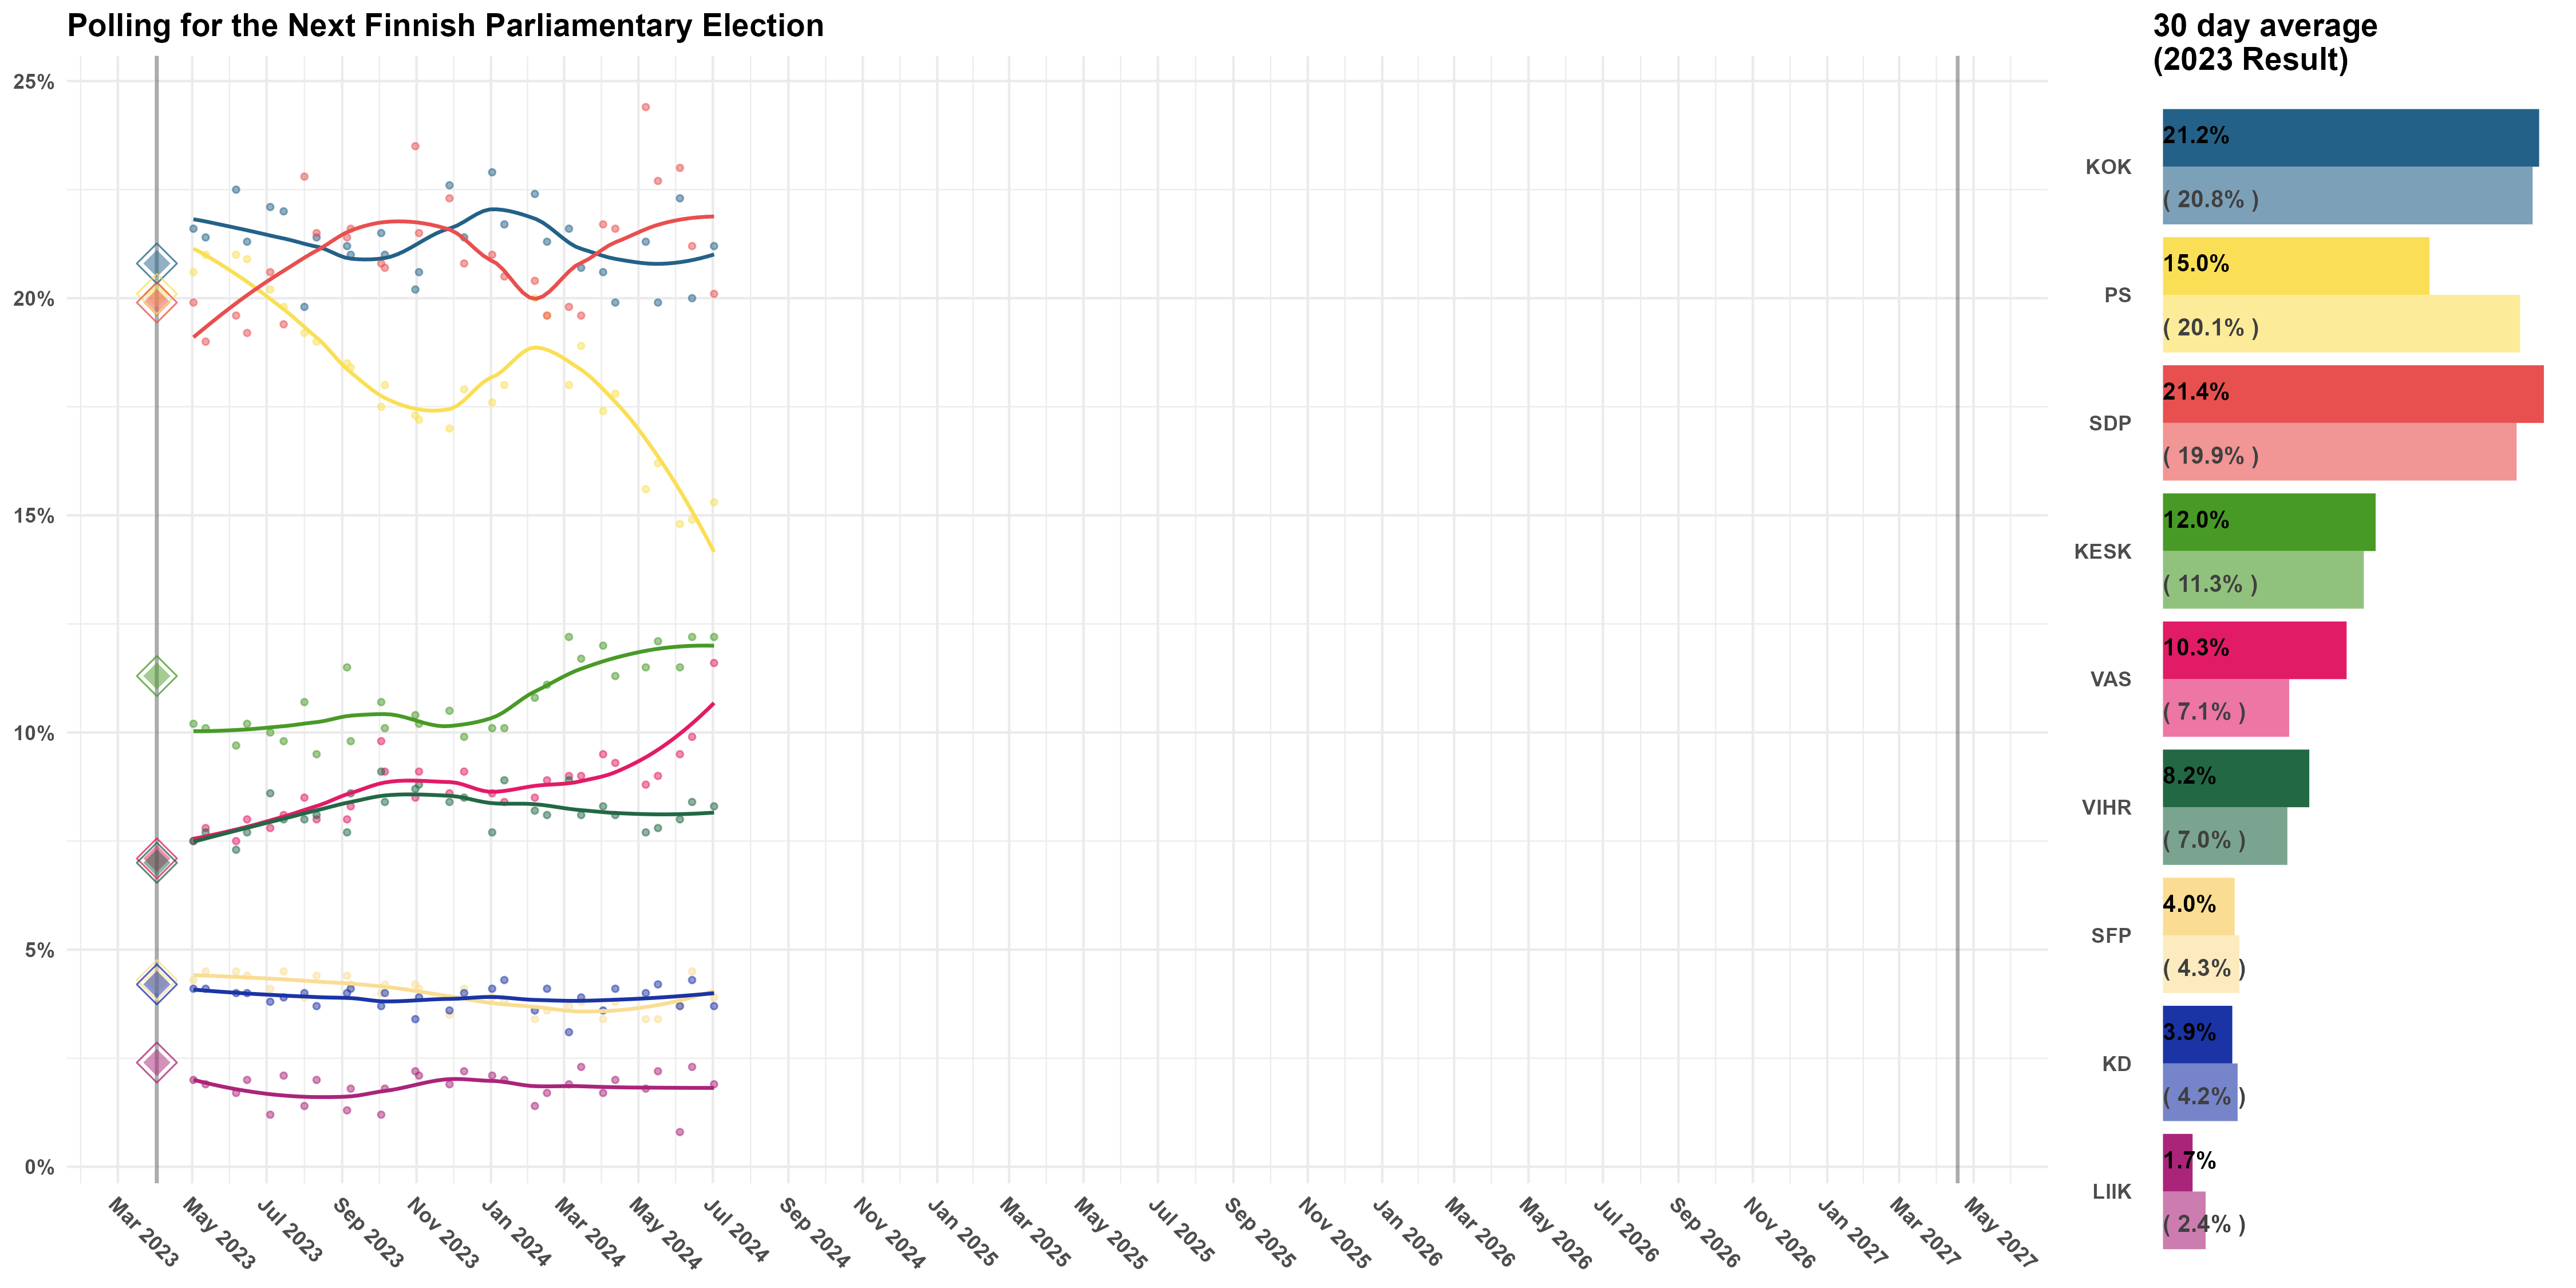 Polling for the Next Finnish Parliamentary Election
30 day average
(2023 Result)
25%
20%
15%
10%
5%
0%
Mar 2023
May 2023
Jul 2023
Sep 2023
Nov 2023
Jan 2024
Mar 2024
May 2024
Jul 2024
Sep 2024
Nov 2024
Jan 2025
Mar 2025
May 2025
Jul 2025
Sep 2025
Nov 2025
Jan 2026
Mar 2026
May 2026
Jul 2026
Sep 2026
Nov 2026
Jan 2027
Mar 2027
May 2027
KOK
21.2%
( 20.8% )
PS
15.0%
( 20.1% )
SDP
21.4%
( 19.9% )
KESK
12.0%
( 11.3% )
VAS
10.3%
( 7.1% )
VIHR
8.2%
( 7.0% )
SFP
4.0%
( 4.3% )
KD
3.9%
( 4.2% )
LIIK
1.7%
( 2.4% )